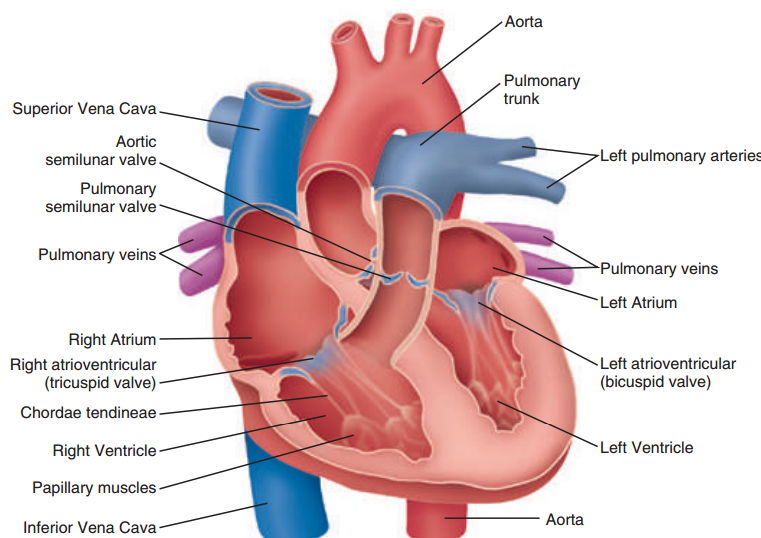 Aorta
Pulmonary
trunk
Superior Vena Cava
Aortic
semilunar valve
Left pulmonary arteries
Pulmonary
semilunar valve
Pulmonary veins
Pulmonary veins
Left Atrium
Right Atrium
Right atrioventricular
(tricuspid valve)
Left atrioventricular
(bicuspid valve)
Chordae tendineae
Right Ventricle
Left Ventricle
Papillary muscles
Inferior Vena Cava
Aorta